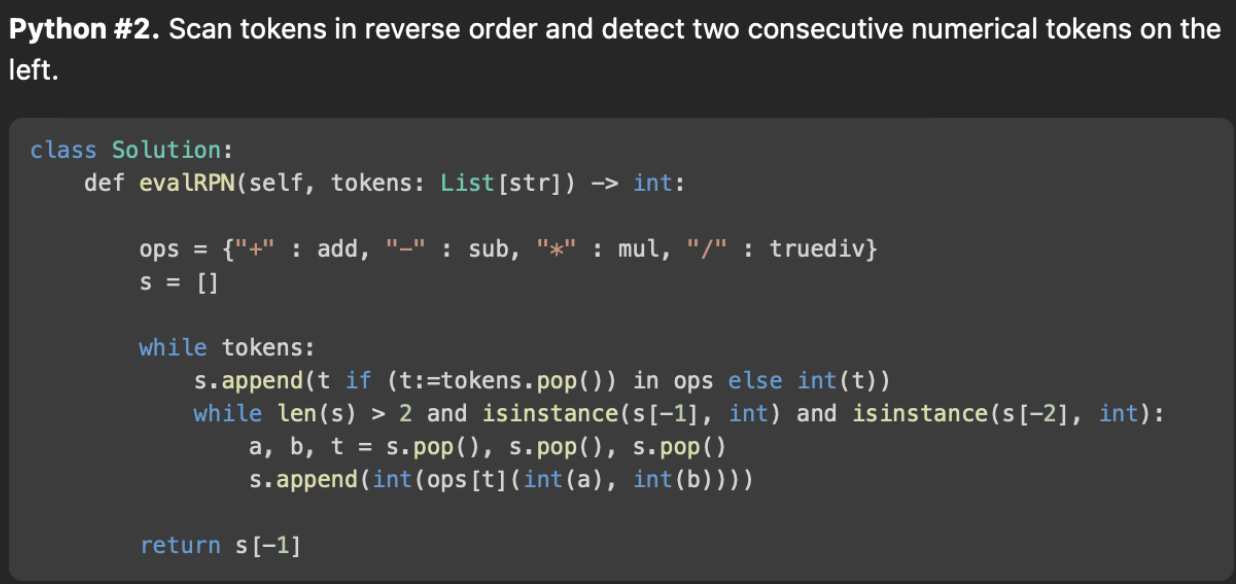 Python #2. Scan tokens in reverse order and detect two consecutive numerical tokens on the
left.
class Solution:
    def evalRPN(self, tokens: List[str]) -> int:
        ops = {"+" : add, "-" : sub, "*" : mul, "/" : truediv}
        s = []
        while tokens:
            s.append(t if (t:=tokens.pop()) in ops else int(t))
            while len(s) > 2 and isinstance(s[-1], int) and isinstance(s[-2], int):
                a, b, t = s.pop(), s.pop(), s.pop()
                s.append(int(ops[t](int(a), int(b))))
        return s[-1]